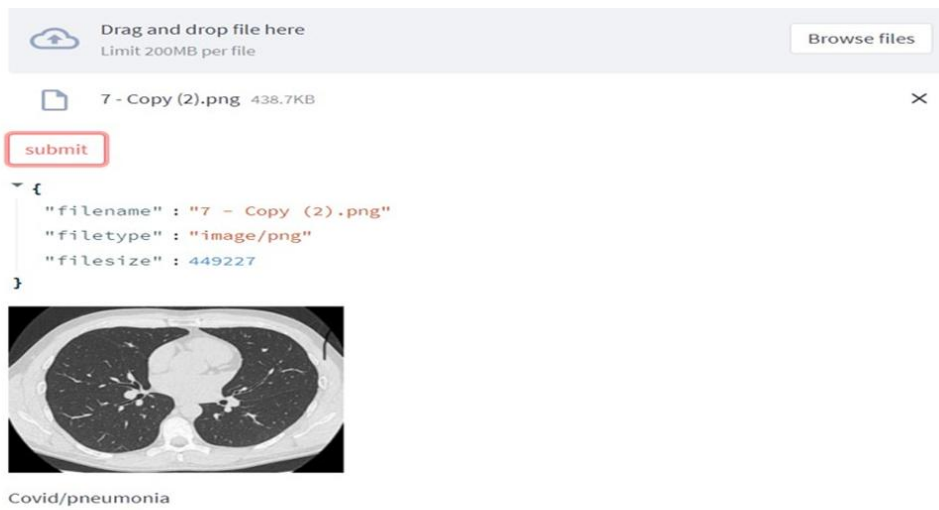 Drag and drop file here
Limit 200MB per file
Browse files
7 - Copy (2).png 438.7KB
submit
{
"filename" : "7 - Copy (2).png"
"filetype" : "image/png"
"filesize" : 449227
}
Covid/pneumonia